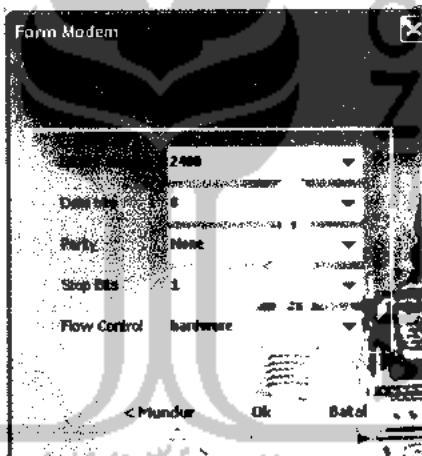 Form Modem
2400
Data bits 8
Parity None
Stop Bits 1
Flow Control hardware
< Mundur Ok Batal